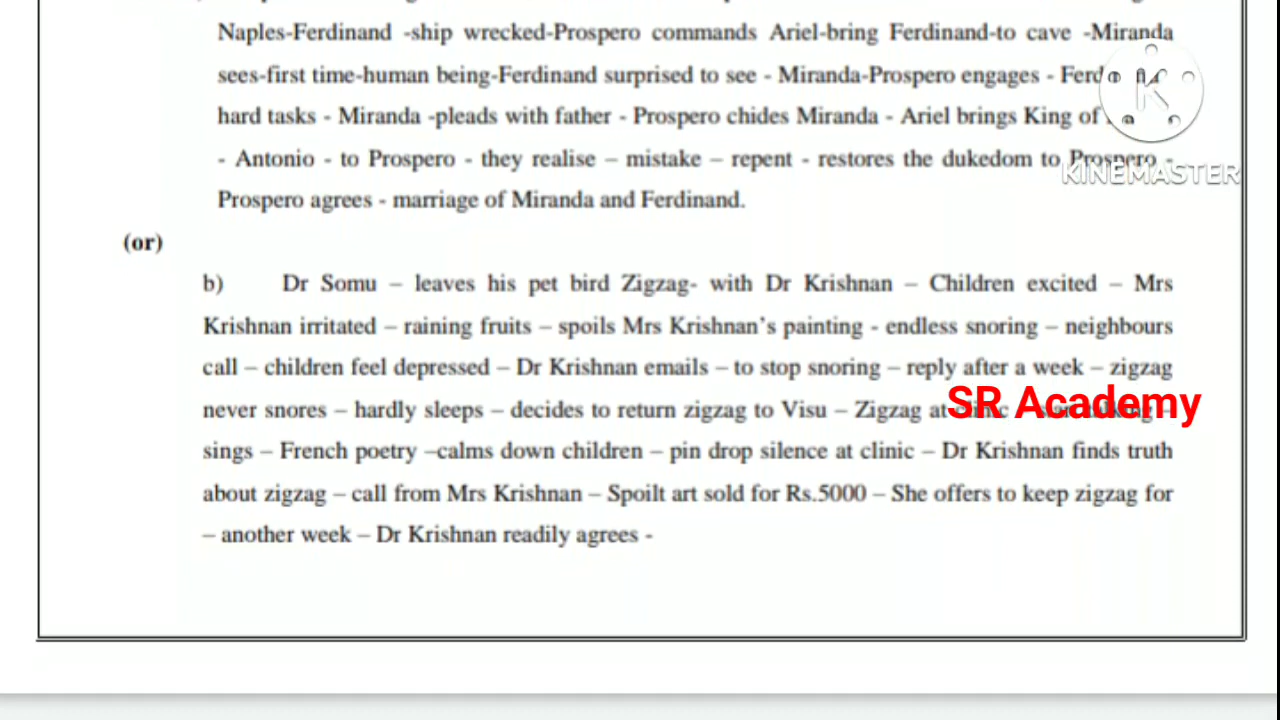 Naples-Ferdinand -ship wrecked-Prospero commands Ariel-bring Ferdinand-to cave -Miranda
sees-first time-human being-Ferdinand surprised to see - Miranda-Prospero engages -
hard tasks - Miranda -pleads with father - Prospero chides Miranda - Ariel brings King of
- Antonio - to Prospero - they realise – mistake – repent - restores the dukedom to Prospero -
KINEMASTER
Prospero agrees - marriage of Miranda and Ferdinand.
(or)
b) Dr Somu – leaves his pet bird Zigzag- with Dr Krishnan – Children excited – Mrs
Krishnan irritated – raining fruits – spoils Mrs Krishnan’s painting - endless snoring – neighbours
call – children feel depressed – Dr Krishnan emails – to stop snoring – reply after a week – zigzag
never snores – hardly sleeps – decides to return zigzag to Visu – Zigzag at
SR Academy
sings – French poetry –calms down children – pin drop silence at clinic – Dr Krishnan finds truth
about zigzag – call from Mrs Krishnan – Spoilt art sold for Rs.5000 – She offers to keep zigzag for
– another week – Dr Krishnan readily agrees -